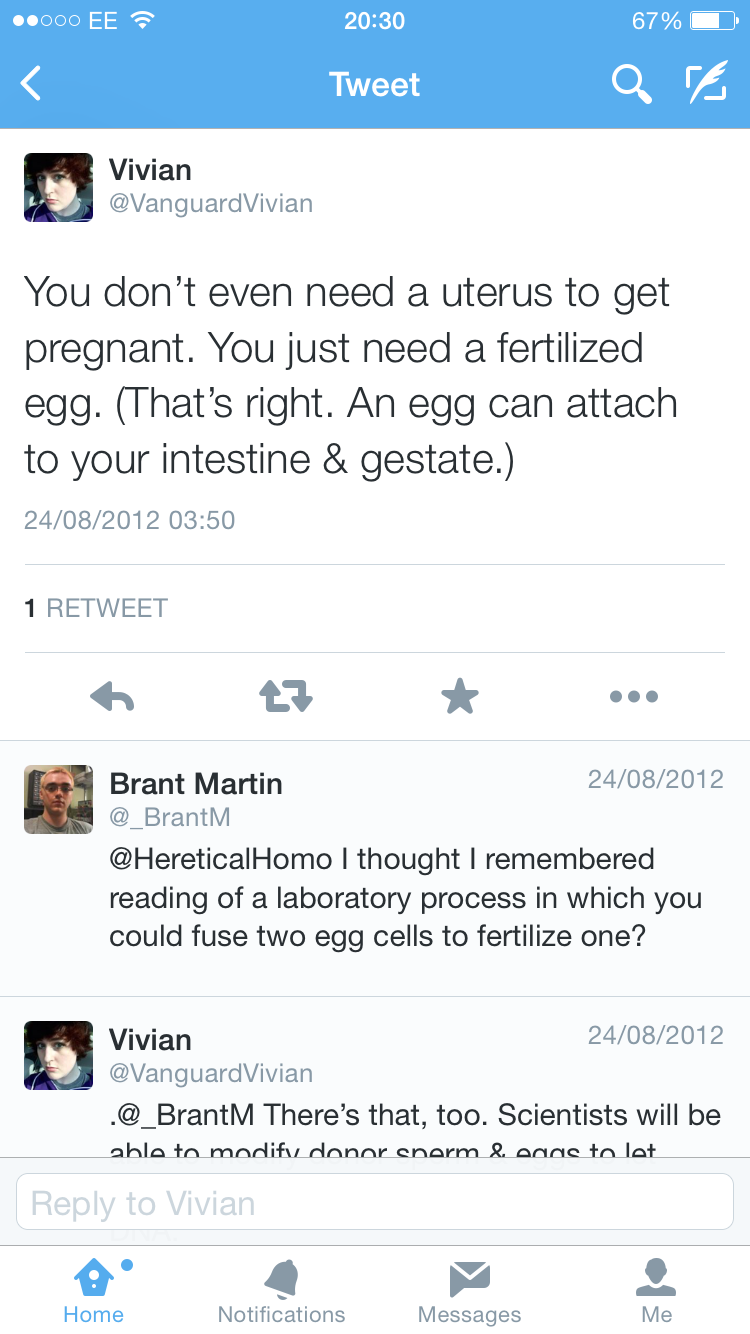 EE 20:30 67%
Tweet
Vivian
@VanguardVivian
You don’t even need a uterus to get
pregnant. You just need a fertilized
egg. (That’s right. An egg can attach
to your intestine & gestate.)
24/08/2012 03:50
1 RETWEET
Brant Martin 24/08/2012
@_BrantM
@HereticalHomo I thought I remembered
reading of a laboratory process in which you
could fuse two egg cells to fertilize one?
Vivian 24/08/2012
@VanguardVivian
.@_BrantM There’s that, too. Scientists will be
able to modify donor sperm & eggs to let
Reply to Vivian
DNA.
Home Notifications Messages Me